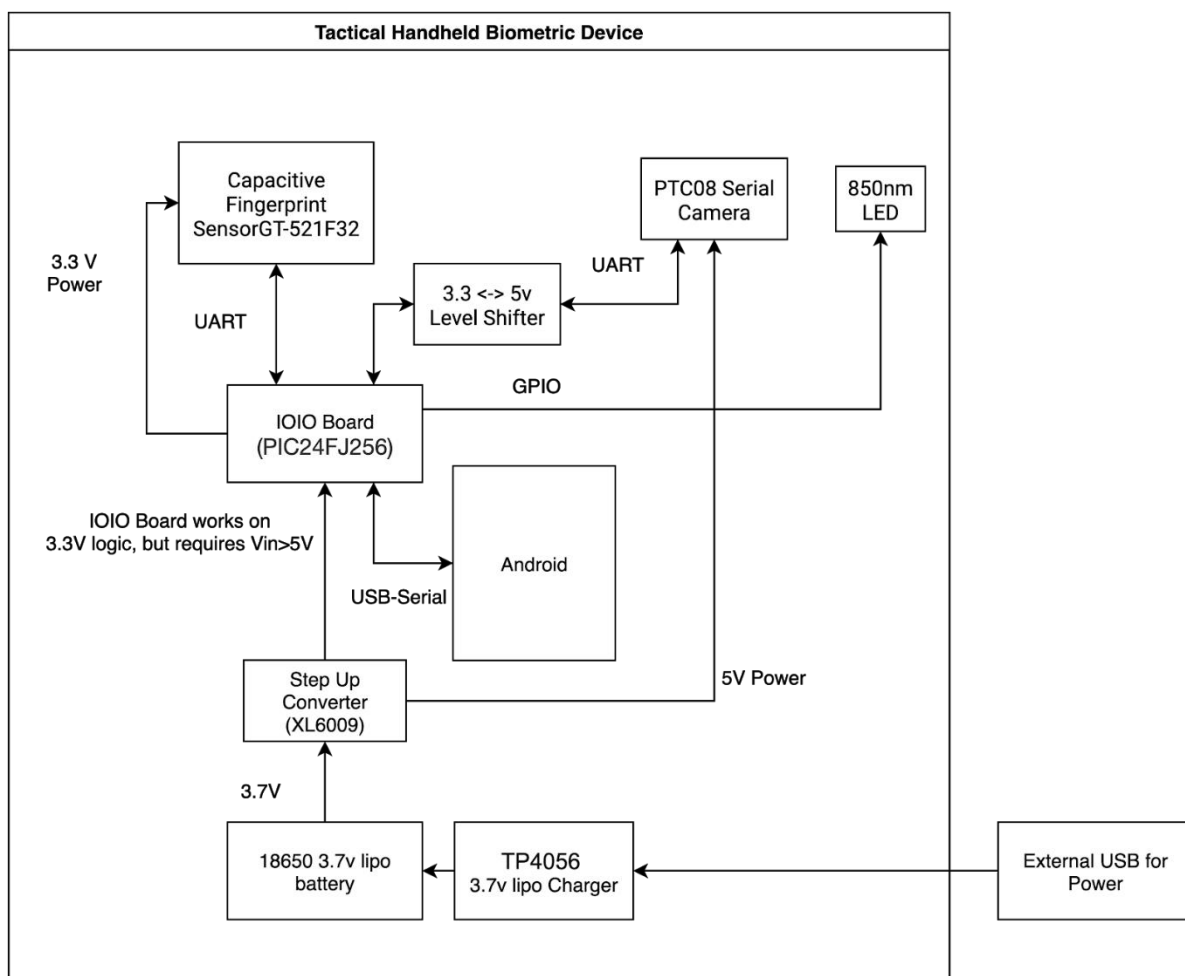 Tactical Handheld Biometric Device
Capacitive
Fingerprint
SensorGT-521F32
PTC08 Serial
Camera
850nm
LED
3.3 V
Power
UART
3.3 <-> 5v
Level Shifter
UART
GPIO
IOIO Board
(PIC24FJ256)
IOIO Board works on
3.3V logic, but requires Vin>5V
Android
USB-Serial
Step Up
Converter
(XL6009)
5V Power
3.7V
18650 3.7v lipo
battery
TP4056
3.7v lipo Charger
External USB for
Power